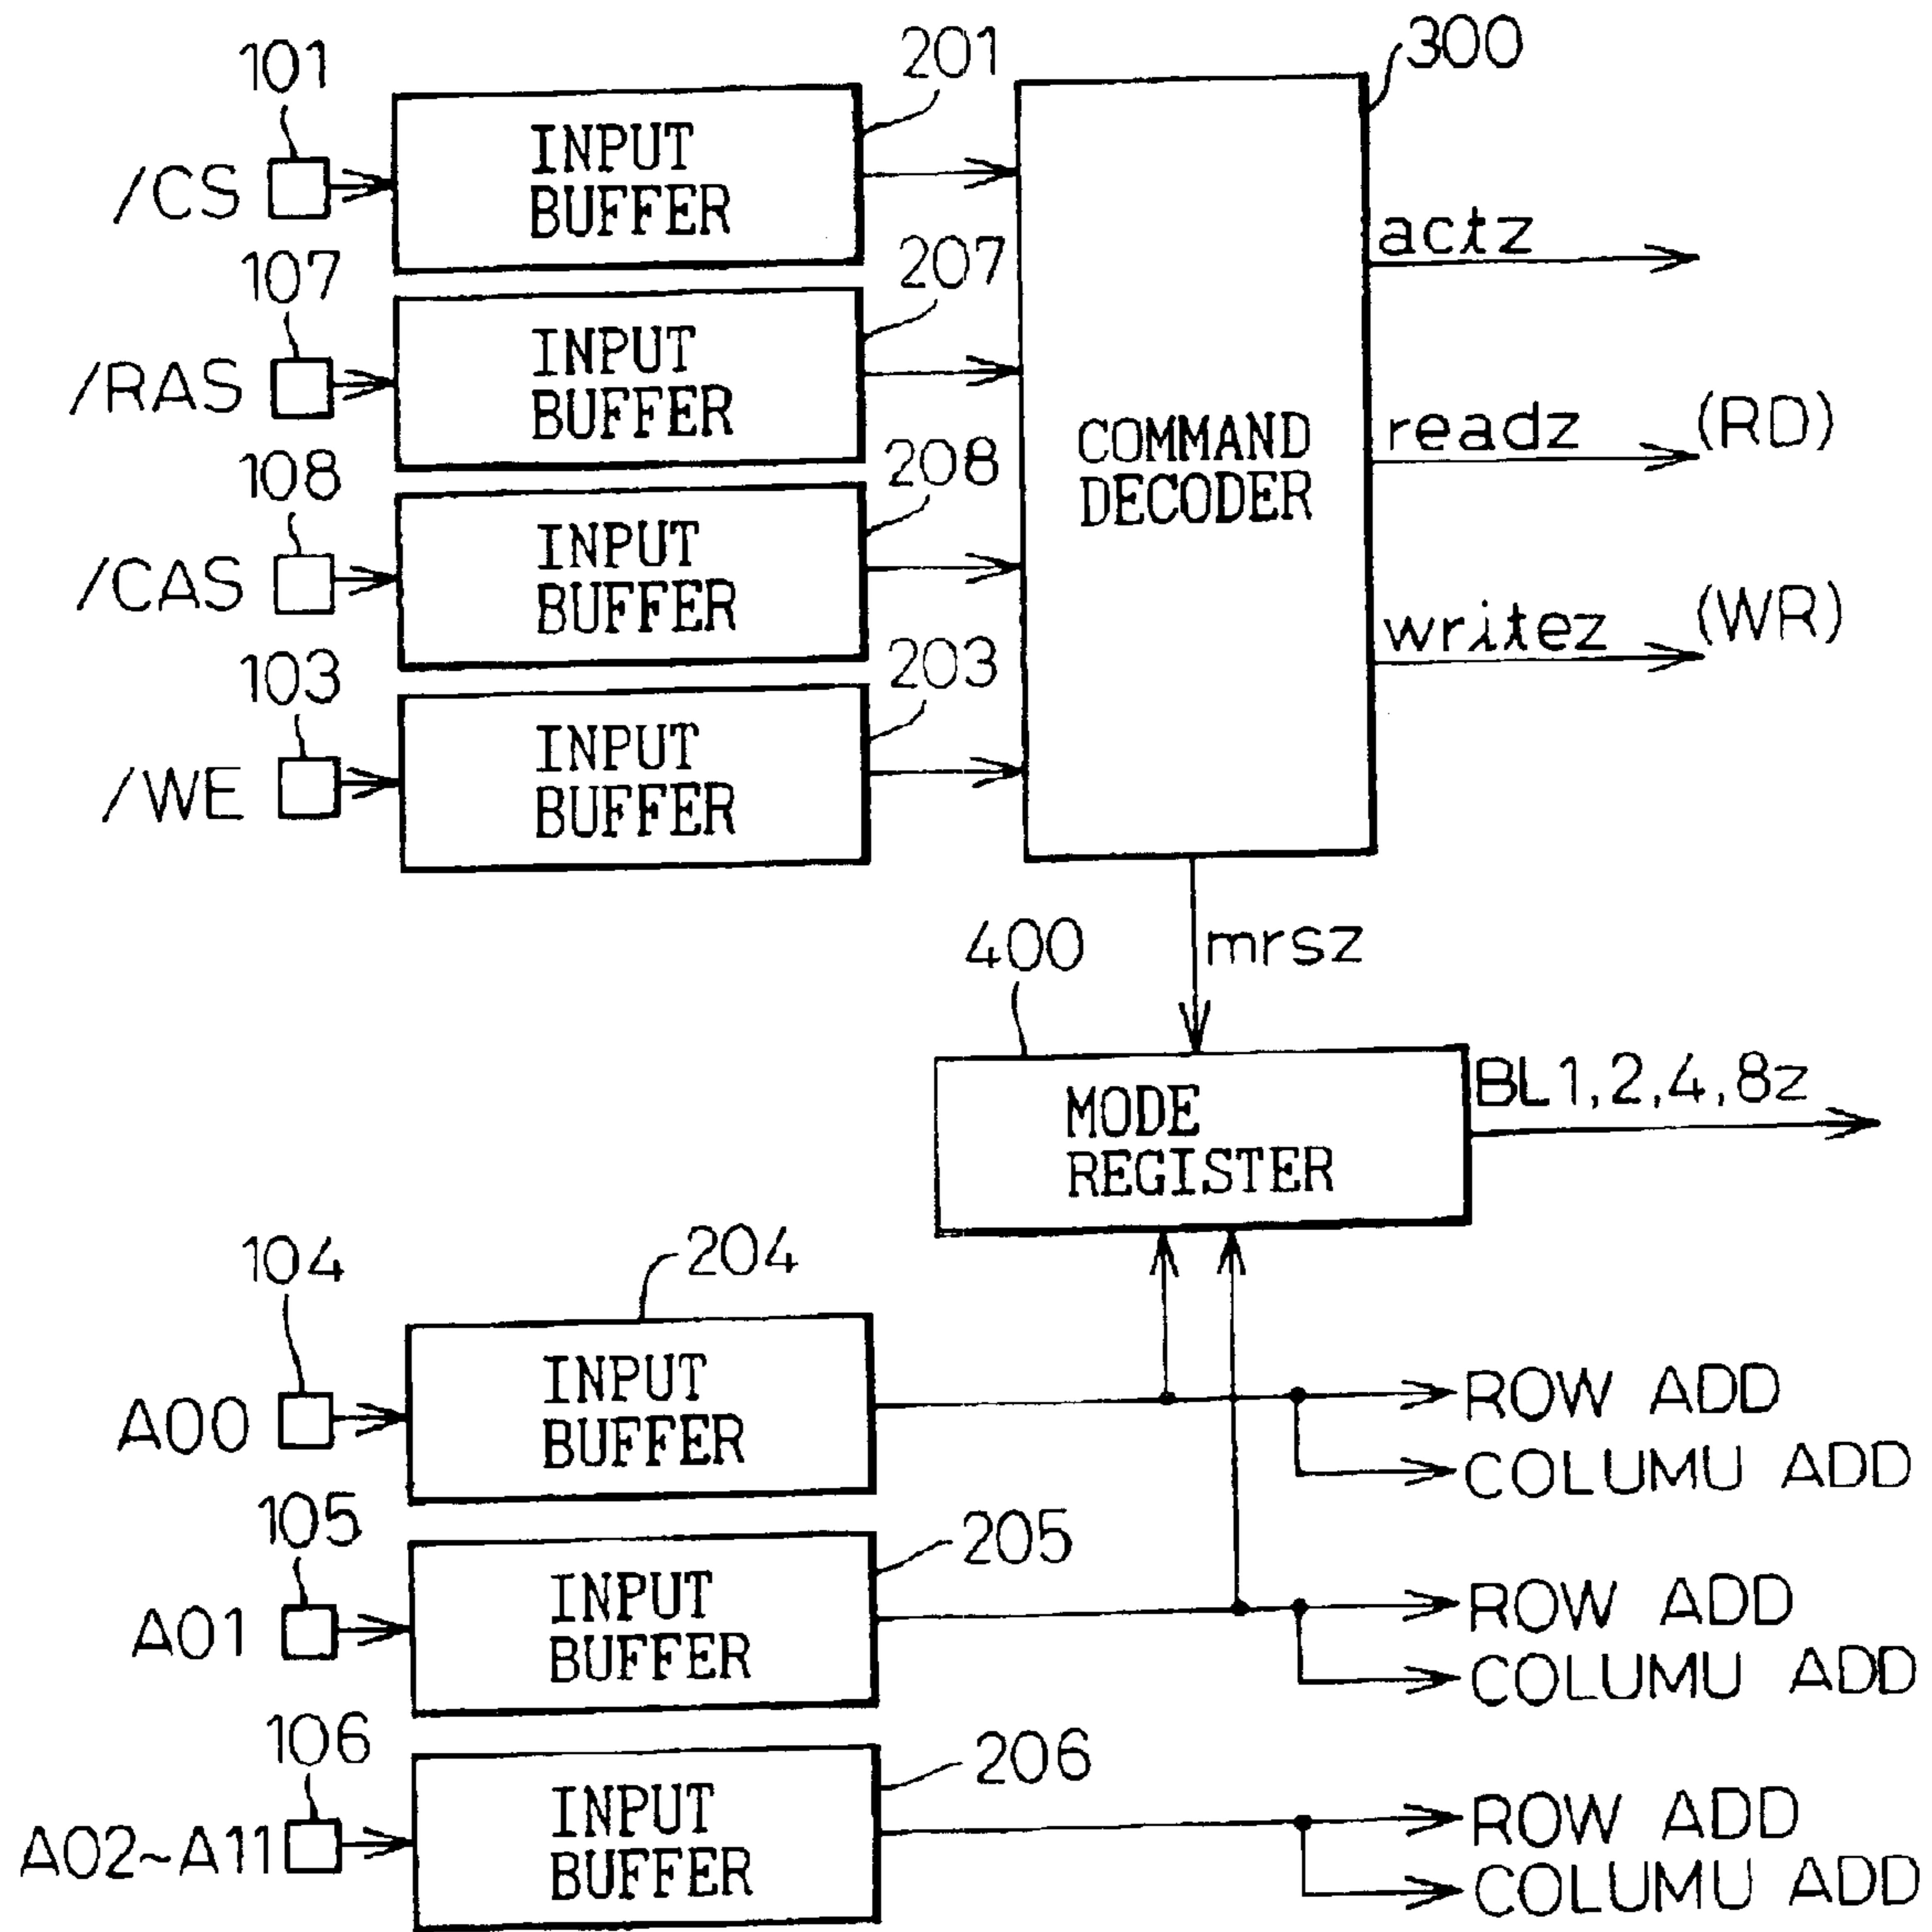 300
201
101
INPUT
BUFFER
/CS
actz
207
107
INPUT
BUFFER
/RAS
COMMAND
DECODER
readz (RD)
208
108
INPUT
BUFFER
/CAS
writez (WR)
203
103
INPUT
BUFFER
/WE
mrsz
400
MODE
REGISTER
BL1,2,4,8z
204
104
INPUT
BUFFER
A00
ROW ADD
COLUMU ADD
205
105
INPUT
BUFFER
A01
ROW ADD
COLUMU ADD
206
106
INPUT
BUFFER
A02~A11
ROW ADD
COLUMU ADD